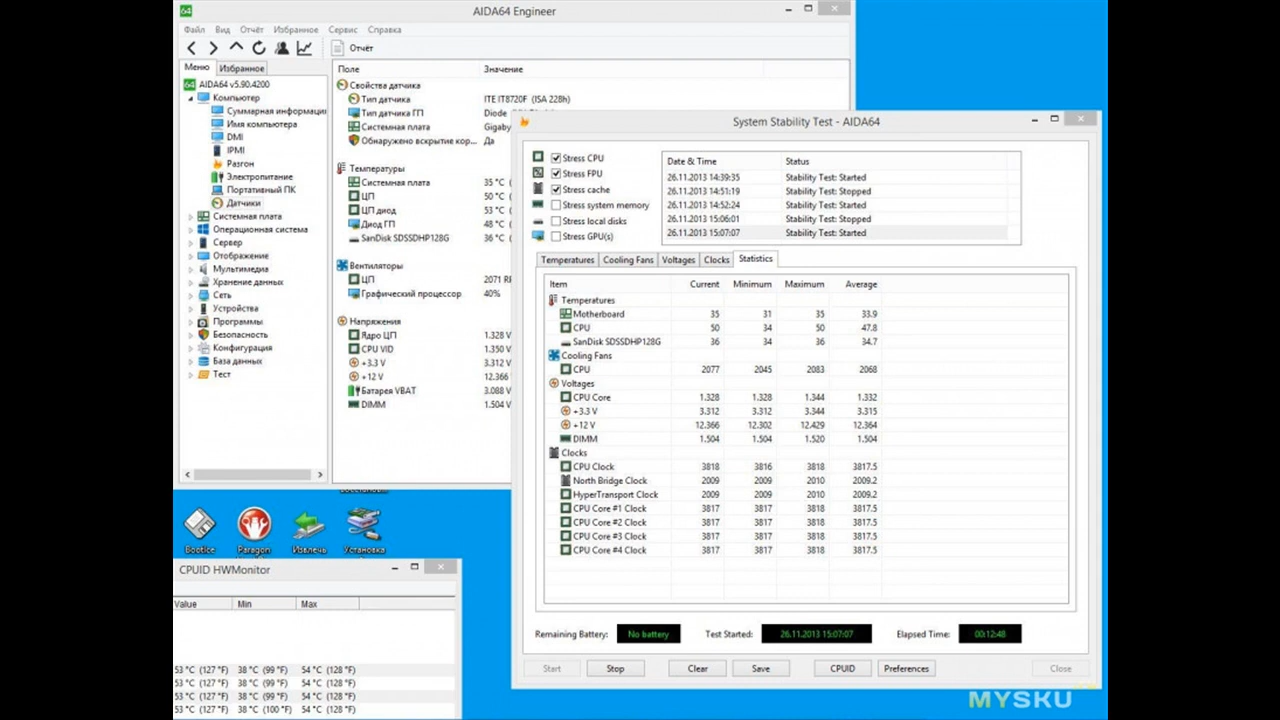 AIDA64 Engineer
Файл Вид Отчёт Избранное Сервис Справка
Отчёт
Меню Избранное
AIDA64 v5.90.4200
Компьютер
Суммарная информаци
Имя компьютера
DMI
IPMI
Разгон
Электропитание
Портативный ПК
Датчики
Системная плата
Операционная система
Сервер
Отображение
Мультимедиа
Хранение данных
Сеть
Устройства
Программы
Безопасность
Конфигурация
База данных
Тест
Поле Значение
Свойства датчика
Тип датчика ITE IT8720F (ISA 228h)
Тип датчика ГП Diode
Системная плата Gigaby
Обнаружено вскрытие кор... Да
Температуры
Системная плата 35 °C (
ЦП 50 °C (
ЦП диод 53 °C (
Диод ГП 48 °C (
SanDisk SDSSDHP128G 36 °C (
Вентиляторы
ЦП 2071 RP
Графический процессор 40%
Напряжения
Ядро ЦП 1.328 V
CPU VID 1.350 V
+3.3 V 3.312 V
+12 V 12.366
Батарея VBAT 3.088 V
DIMM 1.504 V
System Stability Test - AIDA64
Stress CPU
Stress FPU
Stress cache
Stress system memory
Stress local disks
Stress GPU(s)
Date & Time Status
26.11.2013 14:39:35 Stability Test: Started
26.11.2013 14:51:19 Stability Test: Stopped
26.11.2013 14:52:24 Stability Test: Started
26.11.2013 15:06:01 Stability Test: Stopped
26.11.2013 15:07:07 Stability Test: Started
Temperatures Cooling Fans Voltages Clocks Statistics
Item Current Minimum Maximum Average
Temperatures
Motherboard 35 31 35 33.9
CPU 50 34 50 47.8
SanDisk SDSSDHP128G 36 34 36 34.7
Cooling Fans
CPU 2077 2045 2083 2068
Voltages
CPU Core 1.328 1.328 1.344 1.332
+3.3 V 3.312 3.312 3.344 3.315
+12 V 12.366 12.302 12.429 12.364
DIMM 1.504 1.504 1.520 1.504
Clocks
CPU Clock 3818 3816 3818 3817.5
North Bridge Clock 2009 2009 2010 2009.2
HyperTransport Clock 2009 2009 2010 2009.2
CPU Core #1 Clock 3817 3817 3818 3817.5
CPU Core #2 Clock 3817 3817 3818 3817.5
CPU Core #3 Clock 3817 3817 3818 3817.5
CPU Core #4 Clock 3817 3817 3818 3817.5
Remaining Battery: No battery Test Started: 26.11.2013 15:07:07 Elapsed Time: 00:12:48
Start Stop Clear Save CPUID Preferences Close
BootIce Paragon Извлечь Установка
CPUID HWMonitor
Value Min Max
53 °C (127 °F) 38 °C (99 °F) 54 °C (128 °F)
53 °C (127 °F) 38 °C (99 °F) 54 °C (128 °F)
53 °C (127 °F) 38 °C (99 °F) 54 °C (128 °F)
53 °C (127 °F) 38 °C (100 °F) 54 °C (128 °F)
MYSKU